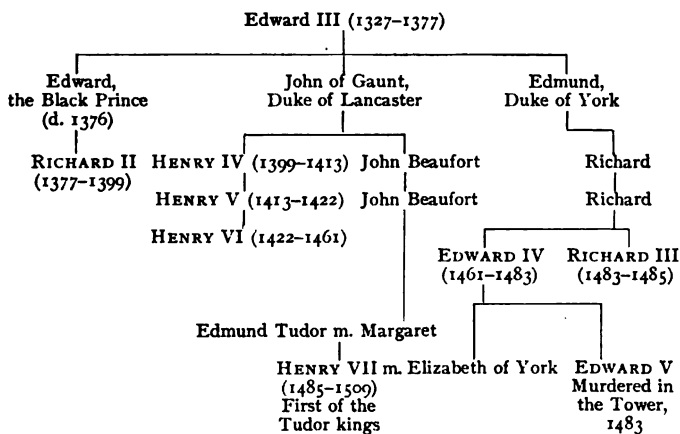 Edward III (1327–1377)
Edward,
the Black Prince
(d. 1376)
John of Gaunt,
Duke of Lancaster
Edmund,
Duke of York
RICHARD II
(1377–1399)
HENRY IV (1399–1413)
John Beaufort
Richard
HENRY V (1413–1422)
John Beaufort
Richard
HENRY VI (1422–1461)
EDWARD IV
(1461–1483)
RICHARD III
(1483–1485)
Edmund Tudor m. Margaret
HENRY VII m. Elizabeth of York
(1485–1509)
First of the
Tudor kings
EDWARD V
Murdered in
the Tower,
1483